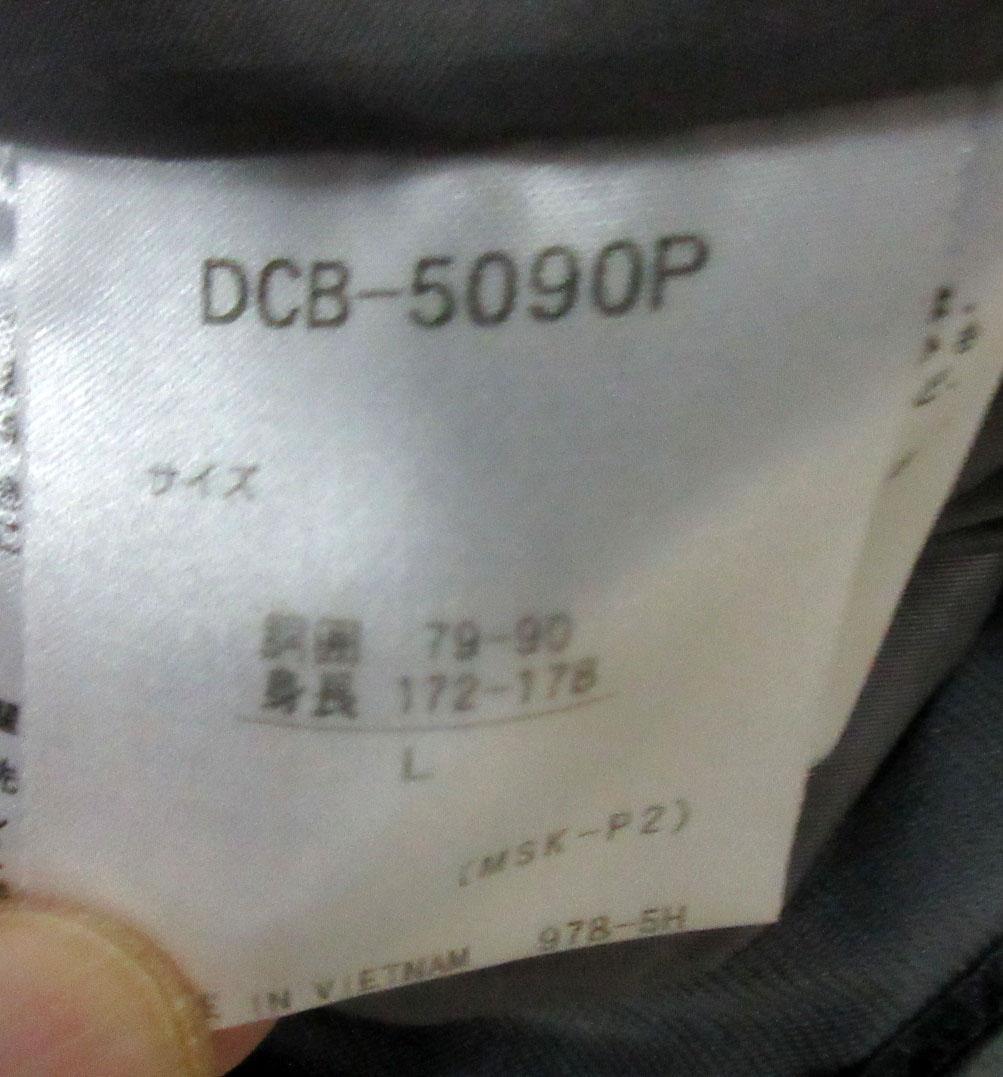 DCB-5090P
サイズ
胴囲 79-90
身長 172-178
L
(MSK-P2)
978-5H
IN VIETNAM